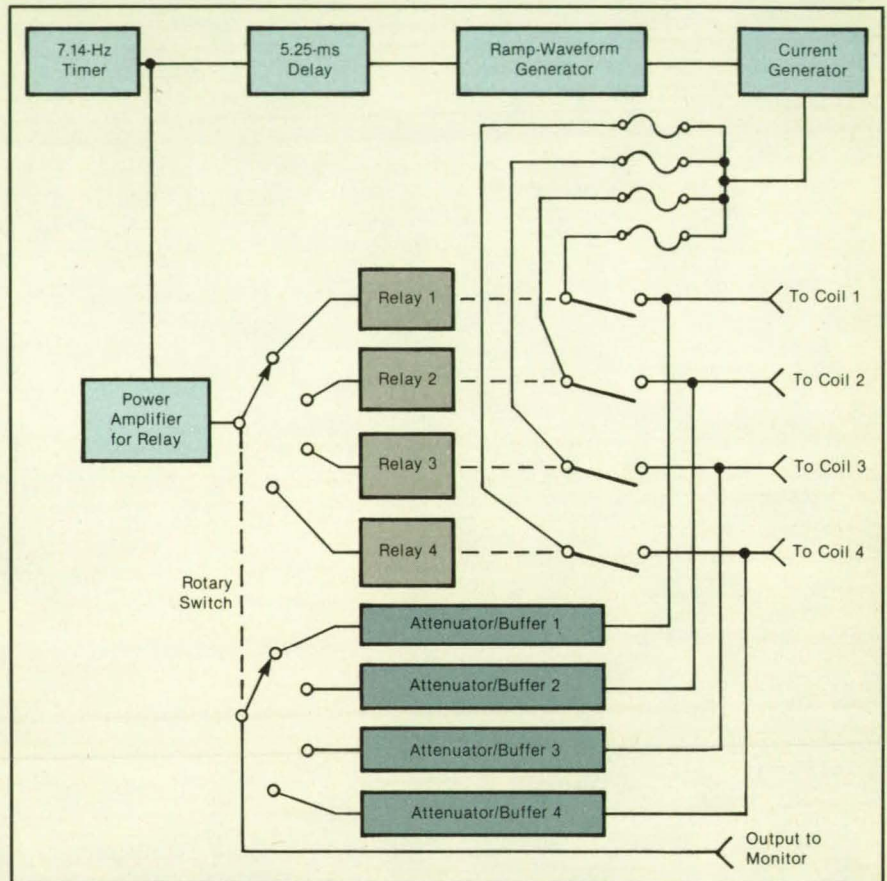 7.14-Hz
Timer
5.25-ms
Delay
Ramp-Waveform
Generator
Current
Generator
Relay 1
To Coil 1
Power
Amplifier
for Relay
Relay 2
To Coil 2
Relay 3
To Coil 3
Relay 4
To Coil 4
Rotary
Switch
Attenuator/Buffer 1
Attenuator/Buffer 2
Attenuator/Buffer 3
Attenuator/Buffer 4
Output to
Monitor